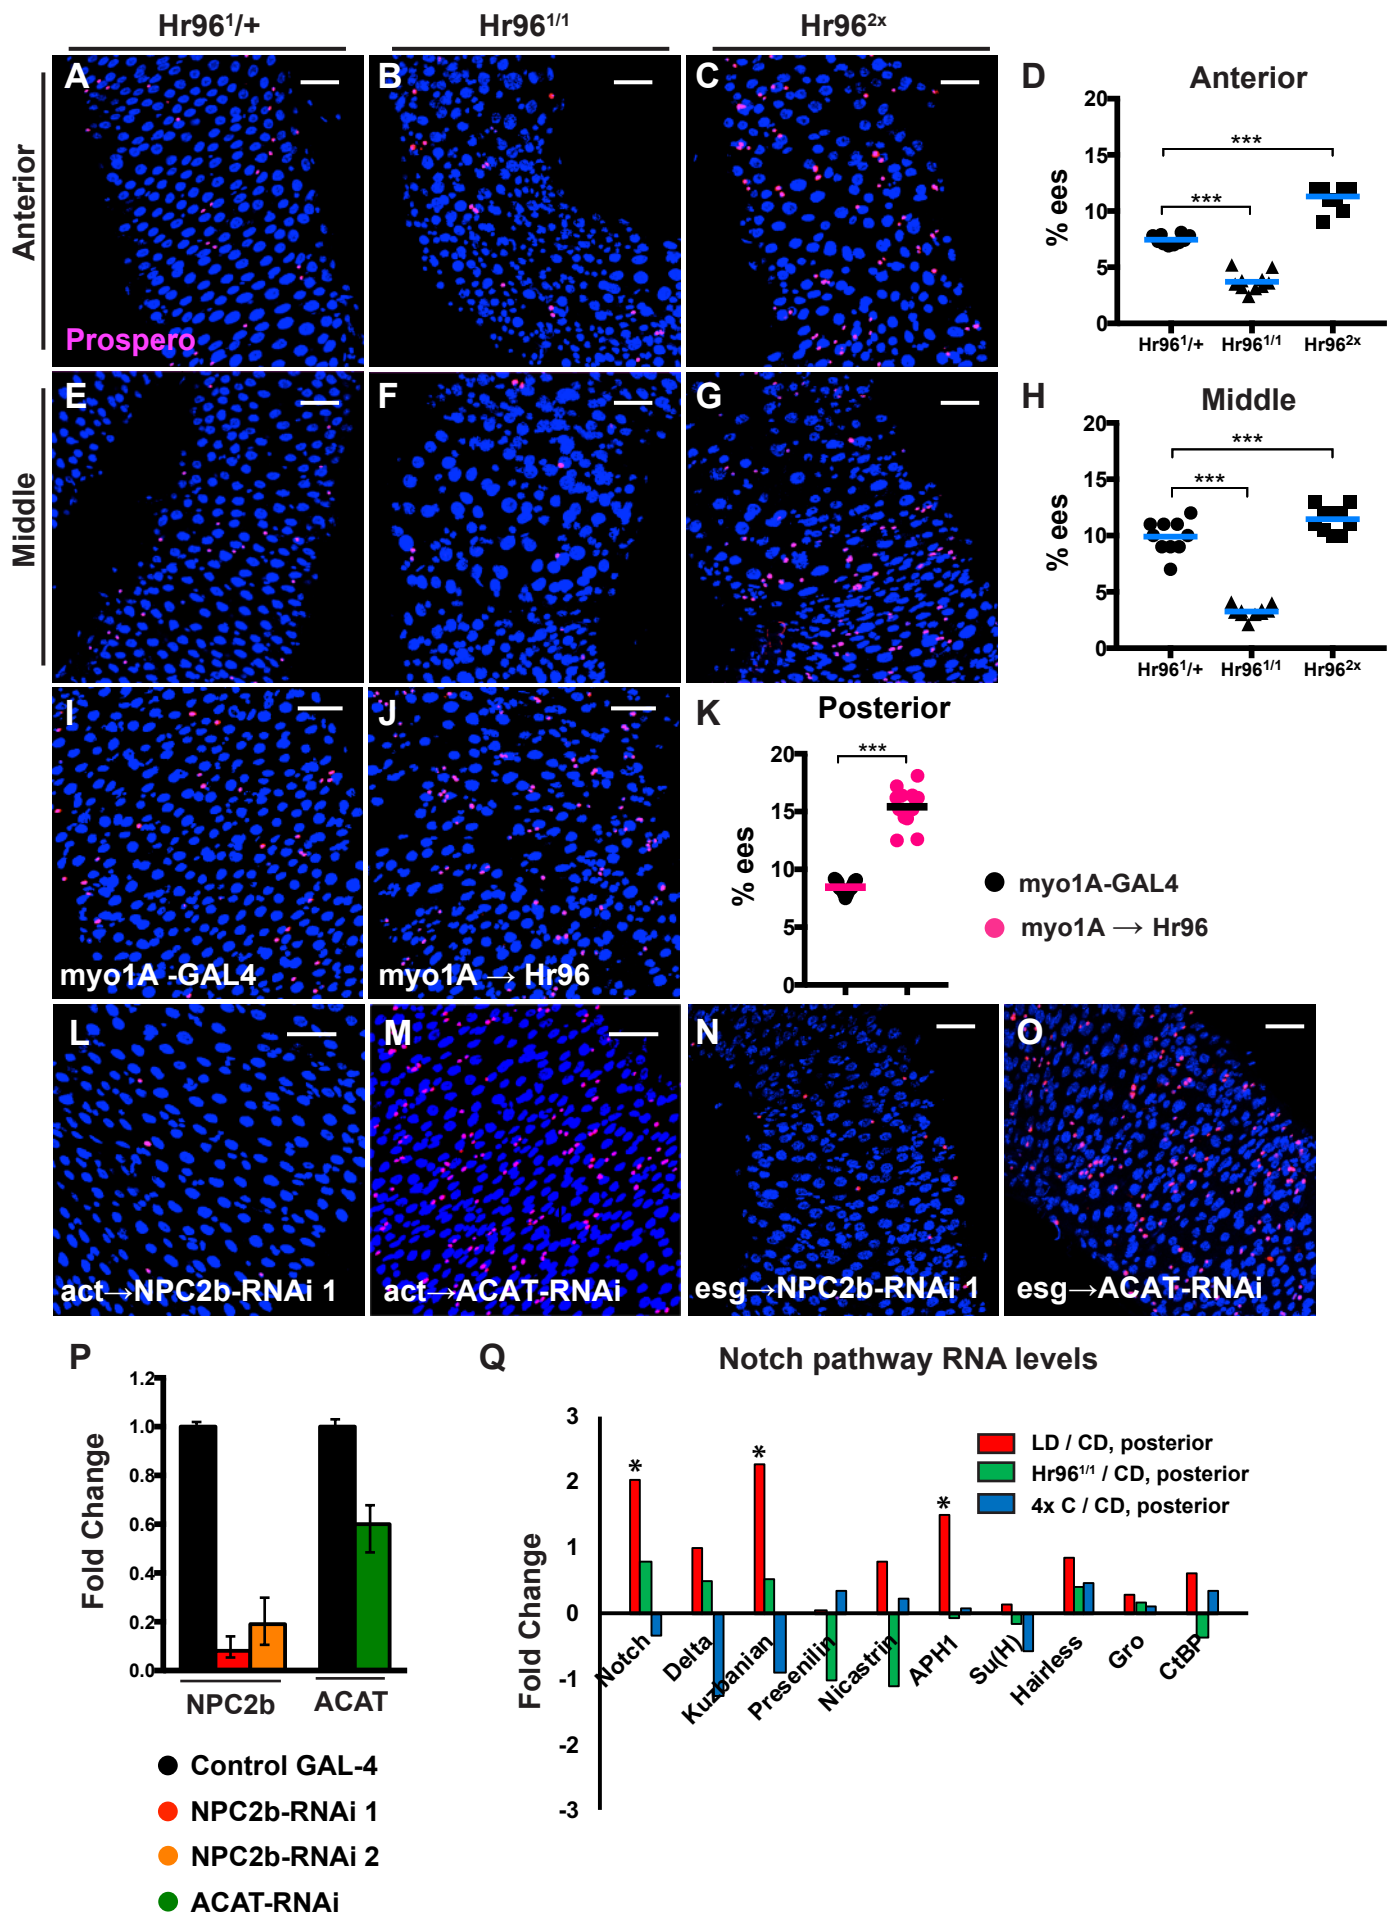 Hr96¹/+ Hr96¹/¹ Hr96²ˣ
Anterior
A B C
Prospero
D Anterior
% ees
20
15
10
5
0
*** ***
Hr96¹/+ Hr96¹/¹ Hr96²ˣ
Middle
E F G
H Middle
% ees
20
15
10
5
0
*** ***
Hr96¹/+ Hr96¹/¹ Hr96²ˣ
I J
myo1A -GAL4 myo1A → Hr96
K Posterior
% ees
20
15
10
5
0
***
myo1A-GAL4
myo1A → Hr96
L M N O
act→NPC2b-RNAi 1 act→ACAT-RNAi esg→NPC2b-RNAi 1 esg→ACAT-RNAi
P
Fold Change
1.2
1.0
0.8
0.6
0.4
0.2
0.0
NPC2b ACAT
Control GAL-4
NPC2b-RNAi 1
NPC2b-RNAi 2
ACAT-RNAi
Q Notch pathway RNA levels
Fold Change
3
2
1
0
-1
-2
-3
* * *
LD / CD, posterior
Hr96¹/¹ / CD, posterior
4x C / CD, posterior
Notch Delta Kuzbanian Presenilin Nicastrin APH1 Su(H) Hairless Gro CtBP